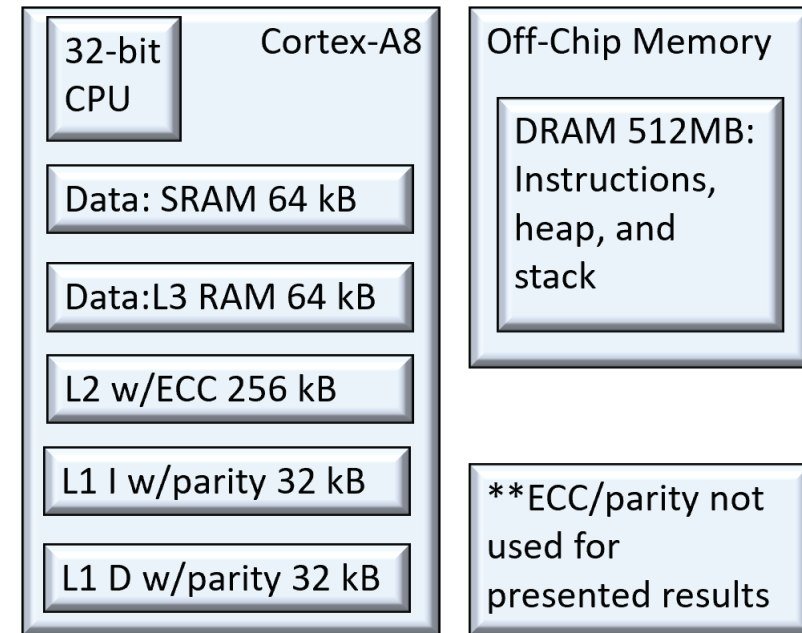 Cortex-A8
32-bit
CPU
Data: SRAM 64 kB
Data:L3 RAM 64 kB
L2 w/ECC 256 kB
L1 I w/parity 32 kB
L1 D w/parity 32 kB
Off-Chip Memory
DRAM 512MB:
Instructions,
heap, and
stack
**ECC/parity not
used for
presented results